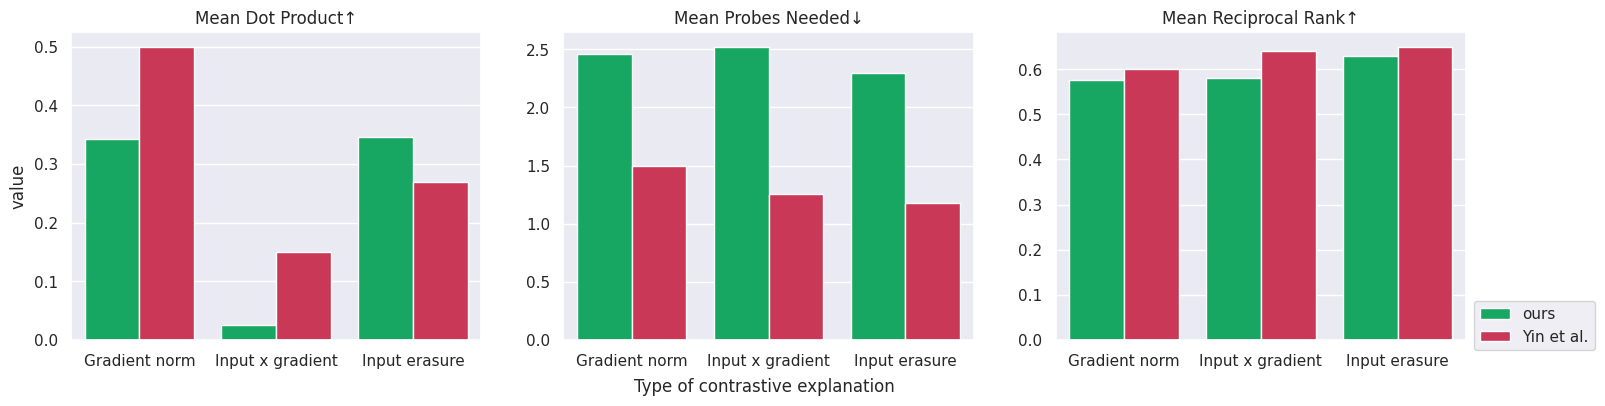 Mean Dot Product↑
value
0.5
0.4
0.3
0.2
0.1
0.0
Gradient norm
Input x gradient
Input erasure
Mean Probes Needed↓
2.5
2.0
1.5
1.0
0.5
0.0
Gradient norm
Input x gradient
Input erasure
Type of contrastive explanation
Mean Reciprocal Rank↑
0.6
0.5
0.4
0.3
0.2
0.1
0.0
Gradient norm
Input x gradient
Input erasure
ours
Yin et al.